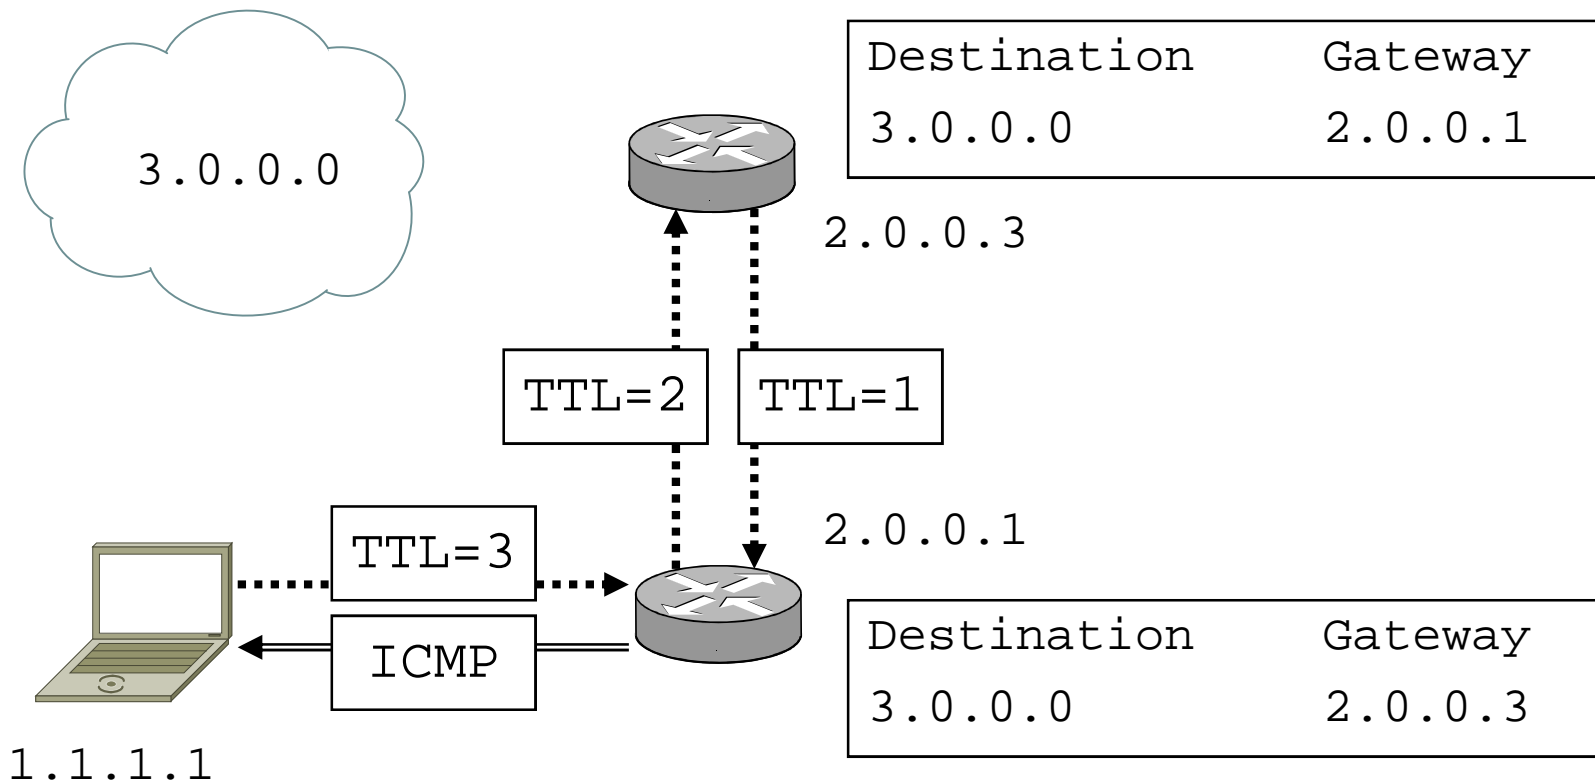 Destination Gateway
3.0.0.0 2.0.0.1
3.0.0.0
2.0.0.3
TTL=2 TTL=1
2.0.0.1
TTL=3
ICMP
Destination Gateway
3.0.0.0 2.0.0.3
1.1.1.1